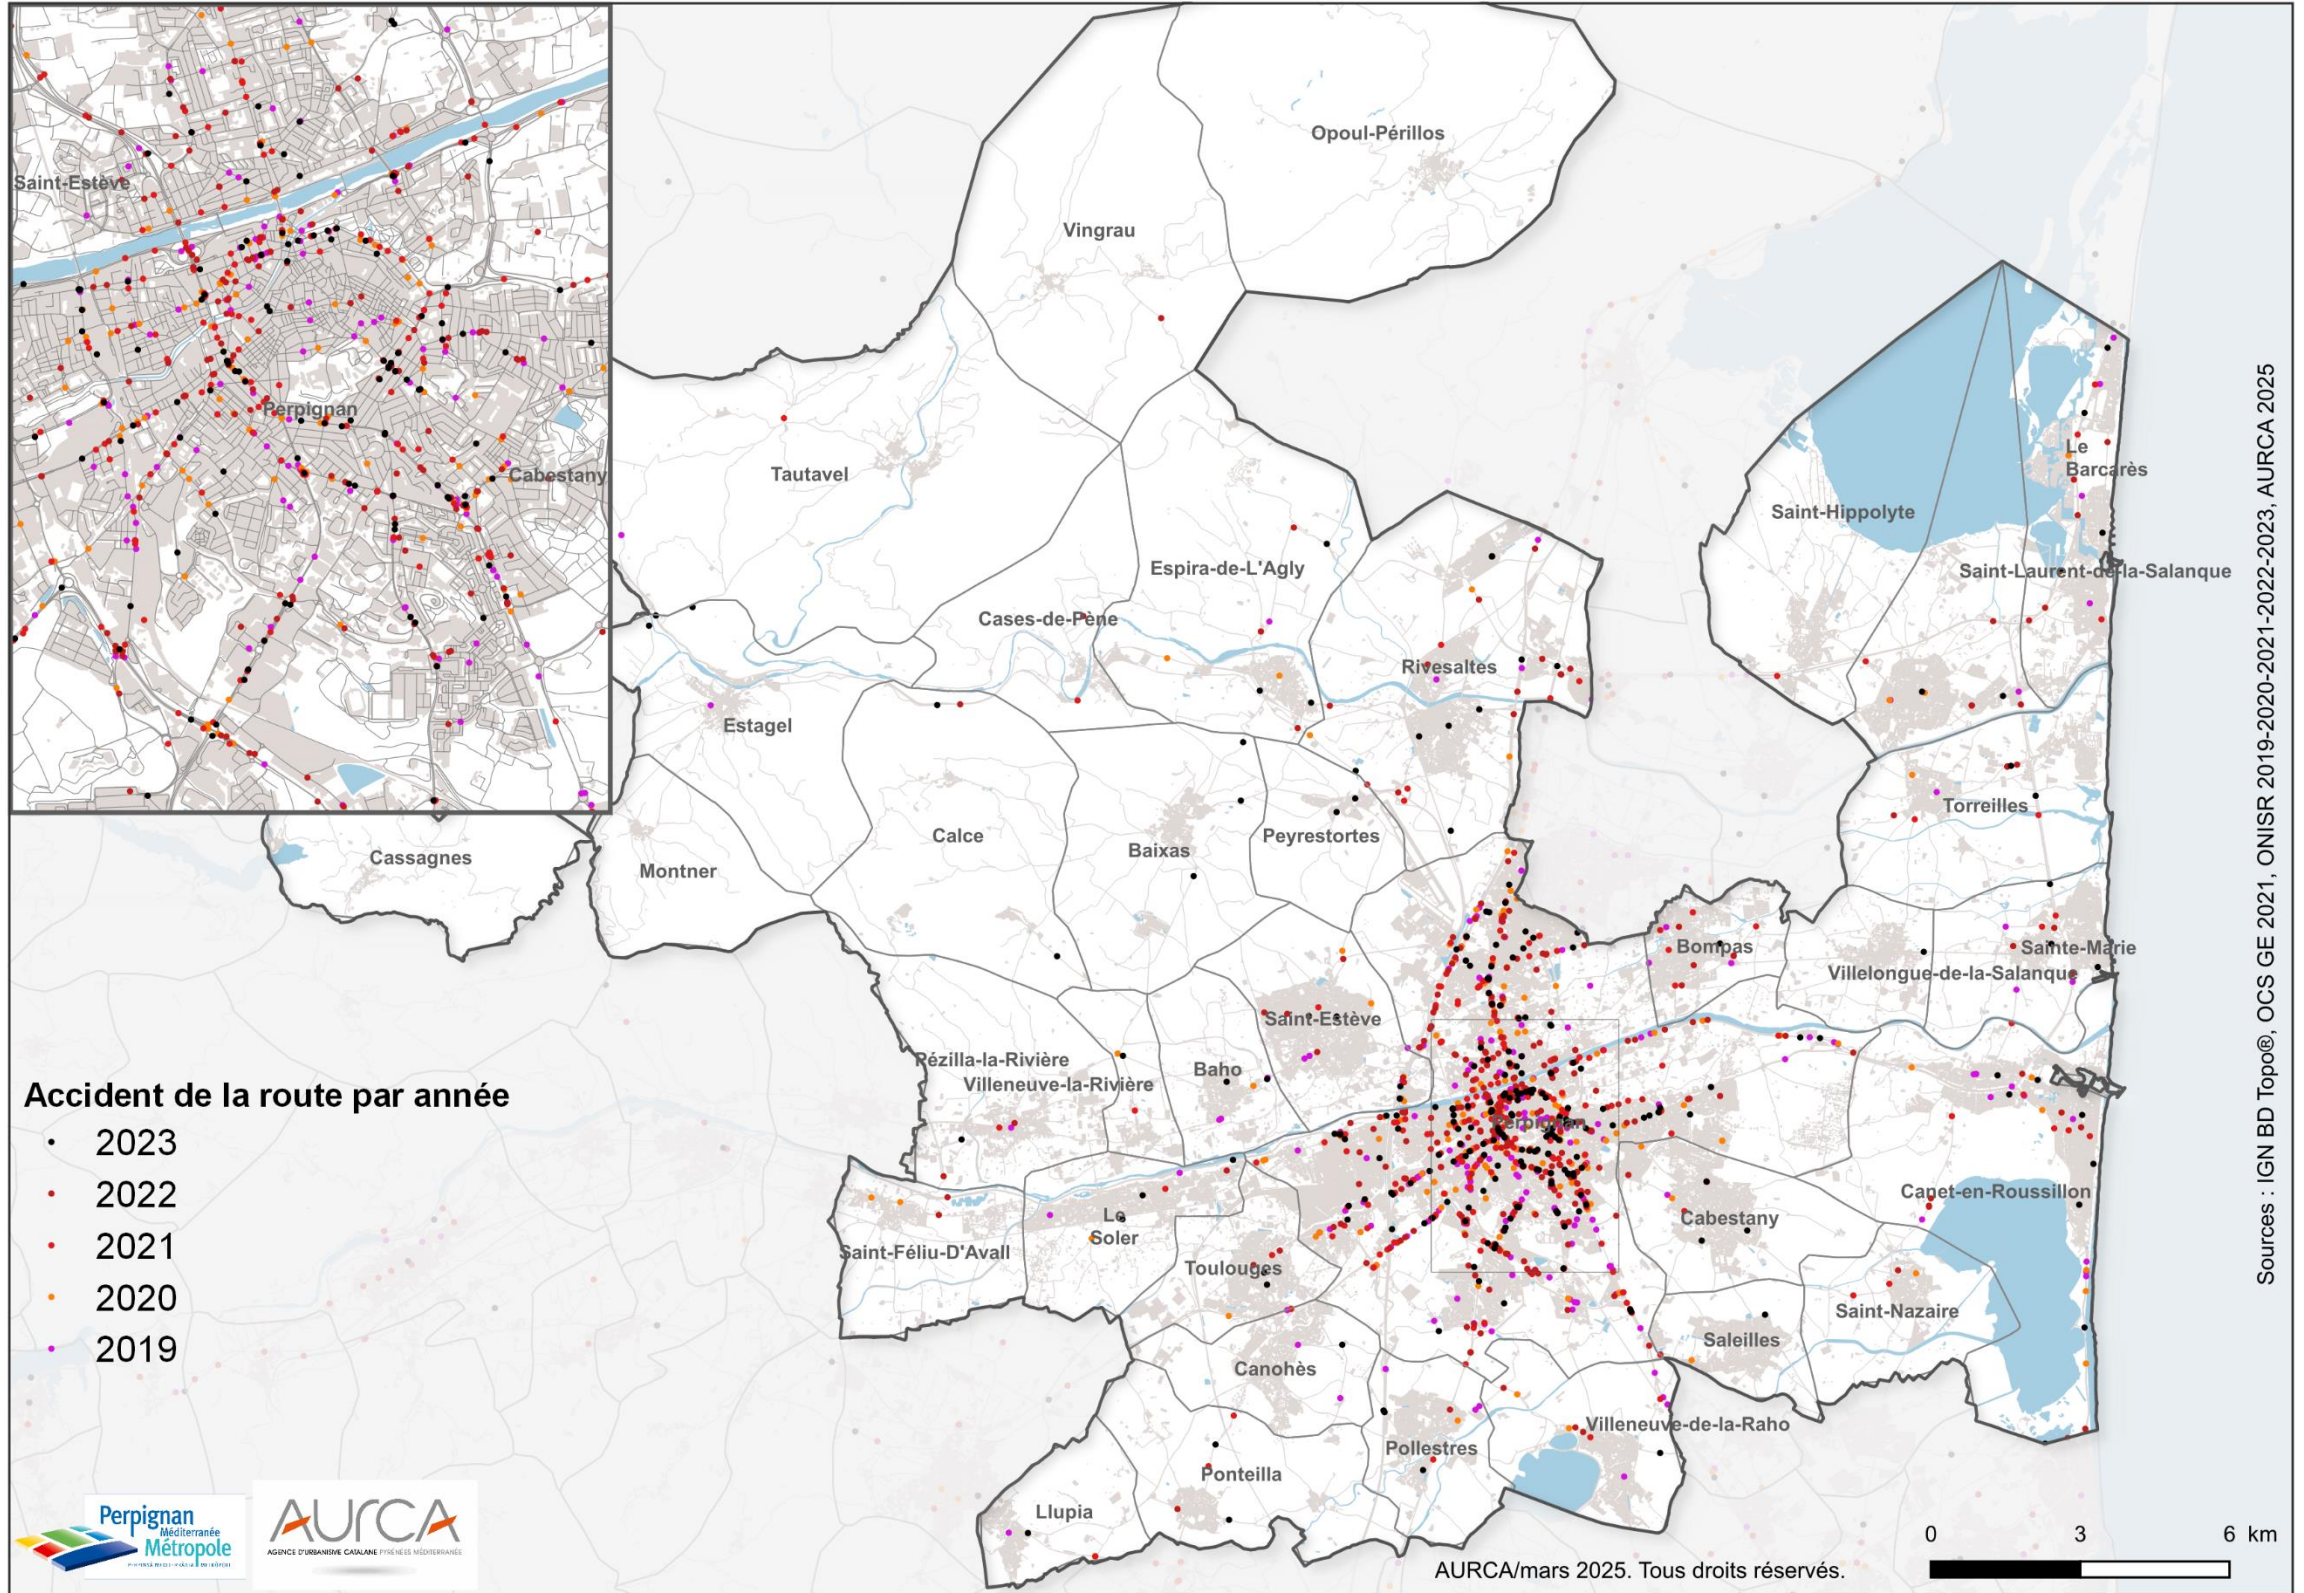 Saint-Estève
Perpignan
Cabestany
Opoul-Périllos
Vingrau
Tautavel
Le
Barcarès
Saint-Hippolyte
Saint-Laurent-de-la-Salanque
Espira-de-L'Agly
Cases-de-Pène
Rivesaltes
Estagel
Torreilles
Calce
Peyrestortes
Baixas
Cassagnes
Montner
Bompas
Sainte-Marie
Villelongue-de-la-Salanque
Saint-Estève
Pézilla-la-Rivière
Baho
Villeneuve-la-Rivière
Perpignan
Canet-en-Roussillon
Le
Soler
Cabestany
Saint-Féliu-D'Avall
Toulouges
Saint-Nazaire
Saleilles
Canohès
Villeneuve-de-la-Raho
Pollestres
Ponteilla
Llupia
Accident de la route par année
2023
2022
2021
2020
2019
Perpignan
Méditerranée
Métropole
AURCA
AGENCE D'URBANISME CATALANE PYRÉNÉES MÉDITERRANÉE
0 3 6 km
AURCA/mars 2025. Tous droits réservés.
Sources : IGN BD Topo®, OCS GE 2021, ONISR 2019-2020-2021-2022-2023, AURCA 2025